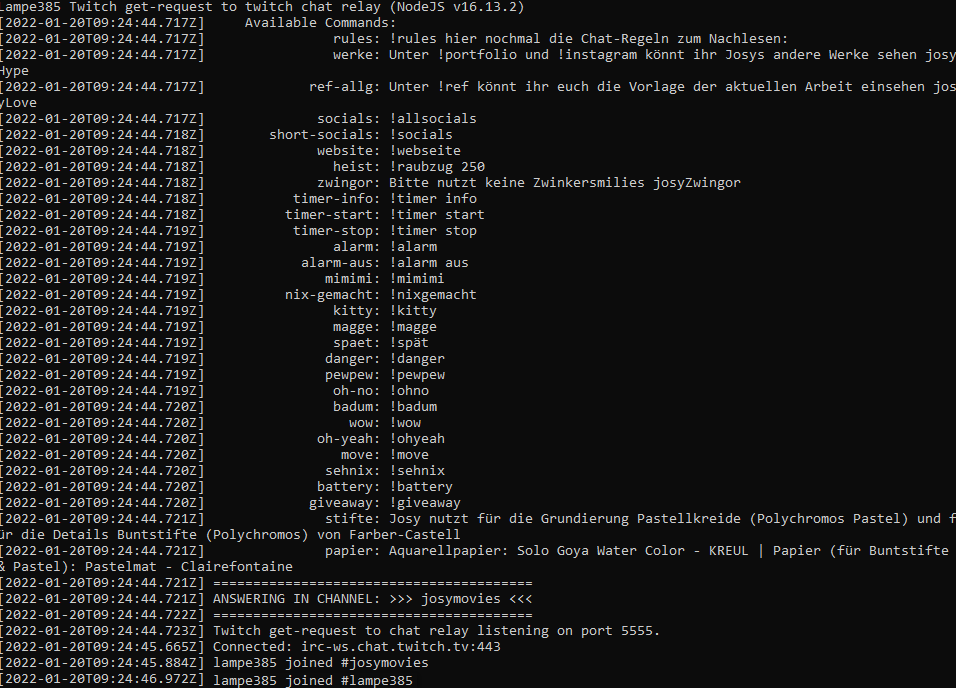 Lampe385 Twitch get-request to twitch chat relay (NodeJS v16.13.2)
[2022-01-20T09:24:44.717Z]     Available Commands:
[2022-01-20T09:24:44.717Z]                rules: !rules hier nochmal die Chat-Regeln zum Nachlesen:
[2022-01-20T09:24:44.717Z]                werke: Unter !portfolio und !instagram könnt ihr Josys andere Werke sehen josy
Hype
[2022-01-20T09:24:44.717Z]             ref-allg: Unter !ref könnt ihr euch die Vorlage der aktuellen Arbeit einsehen jos
yLove
[2022-01-20T09:24:44.717Z]              socials: !allsocials
[2022-01-20T09:24:44.718Z]        short-socials: !socials
[2022-01-20T09:24:44.718Z]              website: !webseite
[2022-01-20T09:24:44.718Z]                heist: !raubzug 250
[2022-01-20T09:24:44.718Z]              zwingor: Bitte nutzt keine Zwinkersmilies josyZwingor
[2022-01-20T09:24:44.718Z]           timer-info: !timer info
[2022-01-20T09:24:44.718Z]          timer-start: !timer start
[2022-01-20T09:24:44.719Z]           timer-stop: !timer stop
[2022-01-20T09:24:44.719Z]                alarm: !alarm
[2022-01-20T09:24:44.719Z]            alarm-aus: !alarm aus
[2022-01-20T09:24:44.719Z]               mimimi: !mimimi
[2022-01-20T09:24:44.719Z]          nix-gemacht: !nixgemacht
[2022-01-20T09:24:44.719Z]                kitty: !kitty
[2022-01-20T09:24:44.719Z]                magge: !magge
[2022-01-20T09:24:44.719Z]                spaet: !spät
[2022-01-20T09:24:44.719Z]               danger: !danger
[2022-01-20T09:24:44.719Z]               pewpew: !pewpew
[2022-01-20T09:24:44.719Z]                oh-no: !ohno
[2022-01-20T09:24:44.720Z]                badum: !badum
[2022-01-20T09:24:44.720Z]                  wow: !wow
[2022-01-20T09:24:44.720Z]              oh-yeah: !ohyeah
[2022-01-20T09:24:44.720Z]                 move: !move
[2022-01-20T09:24:44.720Z]               sehnix: !sehnix
[2022-01-20T09:24:44.720Z]              battery: !battery
[2022-01-20T09:24:44.720Z]             giveaway: !giveaway
[2022-01-20T09:24:44.721Z]               stifte: Josy nutzt für die Grundierung Pastellkreide (Polychromos Pastel) und f
ür die Details Buntstifte (Polychromos) von Farber-Castell
[2022-01-20T09:24:44.721Z]               papier: Aquarellpapier: Solo Goya Water Color - KREUL | Papier (für Buntstifte
& Pastel): Pastelmat - Clairefontaine
[2022-01-20T09:24:44.721Z] ========================================
[2022-01-20T09:24:44.721Z] ANSWERING IN CHANNEL: >>> josymovies <<<
[2022-01-20T09:24:44.722Z] ========================================
[2022-01-20T09:24:44.723Z] Twitch get-request to chat relay listening on port 5555.
[2022-01-20T09:24:45.665Z] Connected: irc-ws.chat.twitch.tv:443
[2022-01-20T09:24:45.884Z] lampe385 joined #josymovies
[2022-01-20T09:24:46.972Z] lampe385 joined #lampe385